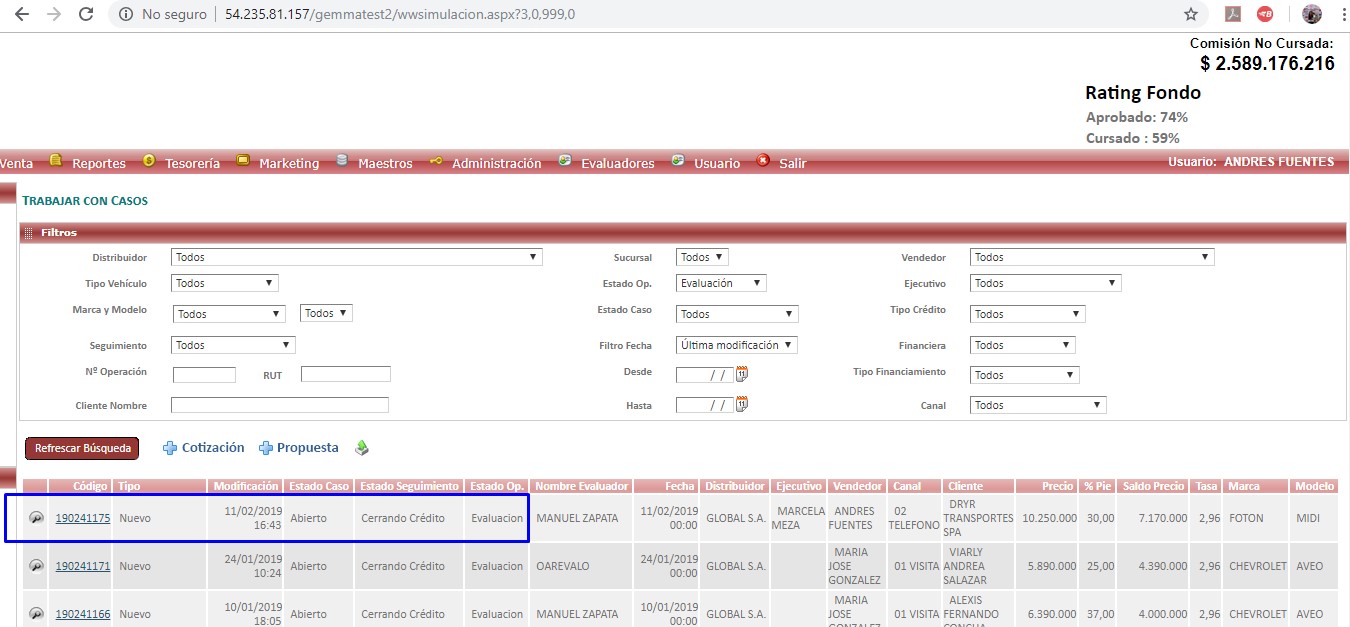 No seguro | 54.235.81.157/gemmatest2/wwsimulacion.aspx?3,0,999,0
Comisión No Cursada:
$ 2.589.176.216
Rating Fondo
Aprobado: 74%
Cursado : 59%
Venta Reportes Tesorería Marketing Maestros Administración Evaluadores Usuario Salir Usuario: ANDRES FUENTES
TRABAJAR CON CASOS
Filtros
Distribuidor Todos Sucursal Todos Vendedor Todos
Tipo Vehículo Todos Estado Op. Evaluación Ejecutivo Todos
Marca y Modelo Todos Todos Estado Caso Todos Tipo Crédito Todos
Seguimiento Todos Filtro Fecha Última modificación Financiera Todos
Nº Operación RUT Desde / / Tipo Financiamiento Todos
Cliente Nombre Hasta / / Canal Todos
Refrescar Búsqueda Cotización Propuesta
Código Tipo Modificación Estado Caso Estado Seguimiento Estado Op. Nombre Evaluador Fecha Distribuidor Ejecutivo Vendedor Canal Cliente Precio % Pie Saldo Precio Tasa Marca Modelo
190241175 Nuevo 11/02/2019 16:43 Abierto Cerrando Crédito Evaluacion MANUEL ZAPATA 11/02/2019 00:00 GLOBAL S.A. MARCELA MEZA ANDRES FUENTES 02 TELEFONO DRYR TRANSPORTES SPA 10.250.000 30,00 7.170.000 2,96 FOTON MIDI
190241171 Nuevo 24/01/2019 10:24 Abierto Cerrando Crédito Evaluacion OAREVALO 24/01/2019 00:00 GLOBAL S.A. MARIA JOSE GONZALEZ 01 VISITA VIARLY ANDREA SALAZAR 5.890.000 25,00 4.390.000 2,96 CHEVROLET AVEO
190241166 Nuevo 10/01/2019 18:05 Abierto Cerrando Crédito Evaluacion MANUEL ZAPATA 10/01/2019 00:00 GLOBAL S.A. MARIA JOSE GONZALEZ 01 VISITA ALEXIS FERNANDO CONCHA 6.390.000 37,00 4.000.000 2,96 CHEVROLET AVEO